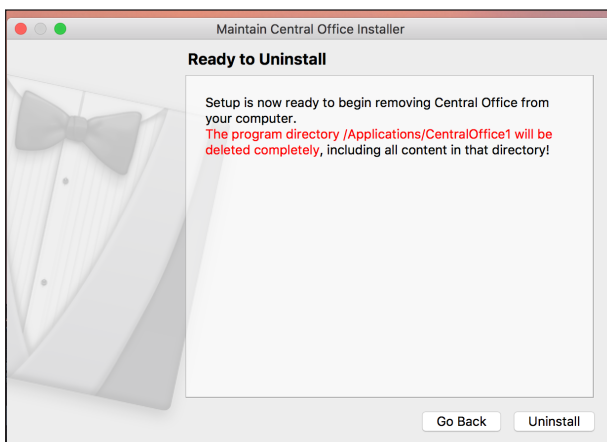 Maintain Central Office Installer
Ready to Uninstall
Setup is now ready to begin removing Central Office from
your computer.
The program directory /Applications/CentralOffice1 will be
deleted completely, including all content in that directory!
Go Back
Uninstall